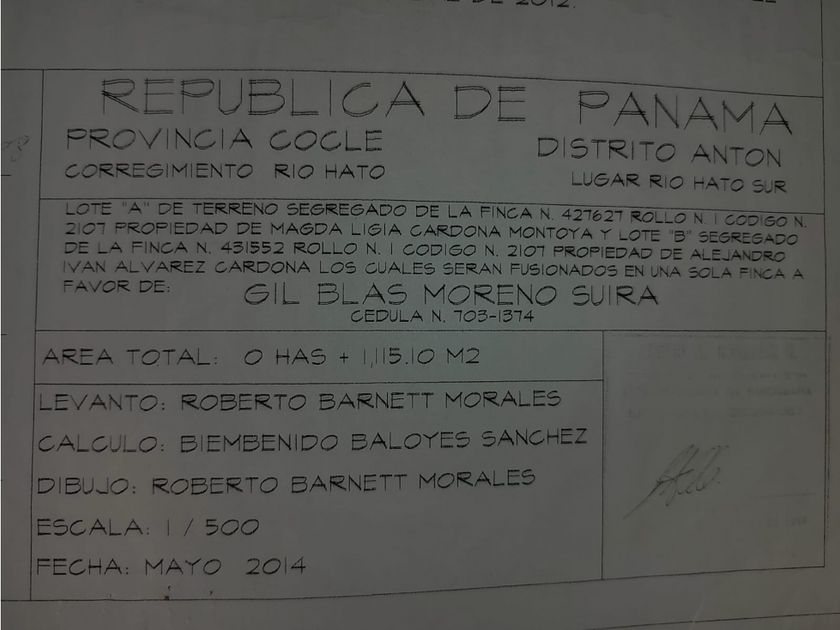 DE 2012.
REPUBLICA DE PANAMA
PROVINCIA COCLE DISTRITO ANTON
CORREGIMIENTO RIO HATO LUGAR RIO HATO SUR
LOTE "A" DE TERRENO SEGREGADO DE LA FINCA N. 427627 ROLLO N. 1 CODIGO N.
2107 PROPIEDAD DE MAGDA LIGIA CARDONA MONTOYA Y LOTE "B" SEGREGADO
DE LA FINCA N. 431552 ROLLO N. 1 CODIGO N. 2107 PROPIEDAD DE ALEJANDRO
IVAN ALVAREZ CARDONA LOS CUALES SERAN FUSIONADOS EN UNA SOLA FINCA A
FAVOR DE: GIL BLAS MORENO SUIRA
CEDULA N. 703-1374
AREA TOTAL: 0 HAS + 1,115.10 M2
LEVANTO: ROBERTO BARNETT MORALES
CALCULO: BIEMBENIDO BALOYES SANCHEZ
DIBUJO: ROBERTO BARNETT MORALES
ESCALA: 1 / 500
FECHA: MAYO 2014